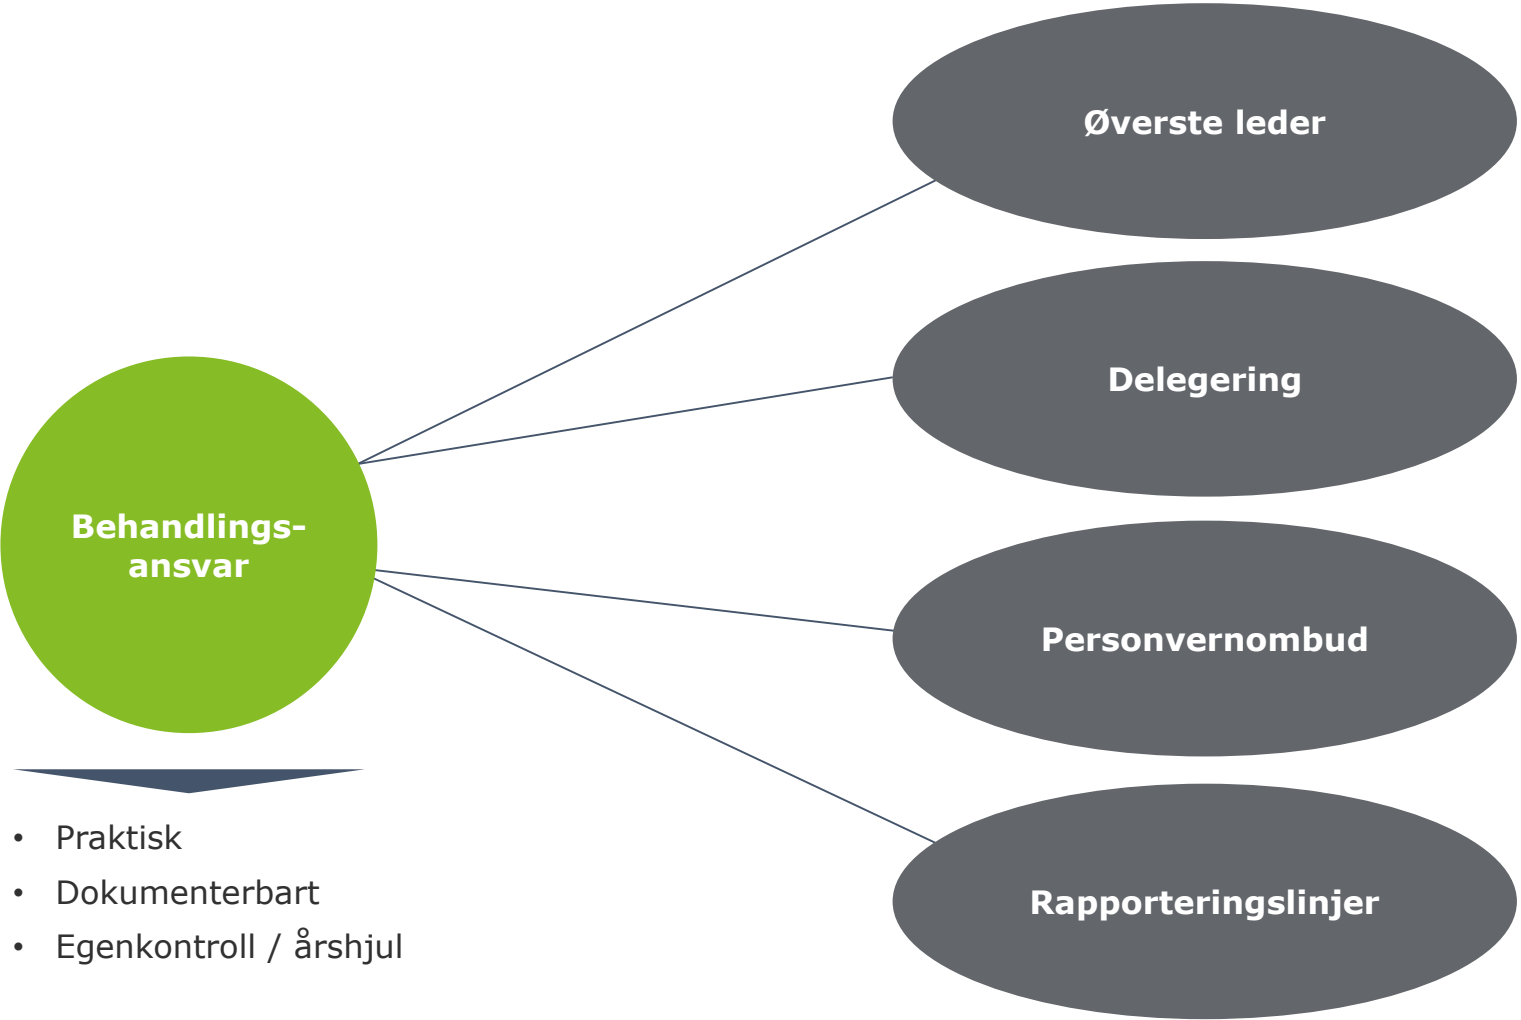 Øverste leder
Delegering
Behandlings-
ansvar
Personvernombud
Rapporteringslinjer
• Praktisk
• Dokumenterbart
• Egenkontroll / årshjul